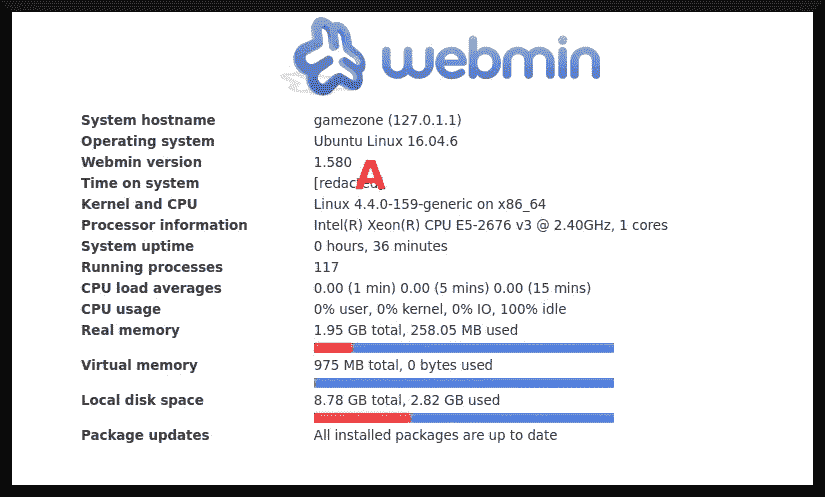 webmin
System hostname gamezone (127.0.1.1)
Operating system Ubuntu Linux 16.04.6
Webmin version 1.580
A
Time on system [redacted]
Kernel and CPU Linux 4.4.0-159-generic on x86_64
Processor information Intel(R) Xeon(R) CPU E5-2676 v3 @ 2.40GHz, 1 cores
System uptime 0 hours, 36 minutes
Running processes 117
CPU load averages 0.00 (1 min) 0.00 (5 mins) 0.00 (15 mins)
CPU usage 0% user, 0% kernel, 0% IO, 100% idle
Real memory 1.95 GB total, 258.05 MB used
Virtual memory 975 MB total, 0 bytes used
Local disk space 8.78 GB total, 2.82 GB used
Package updates All installed packages are up to date